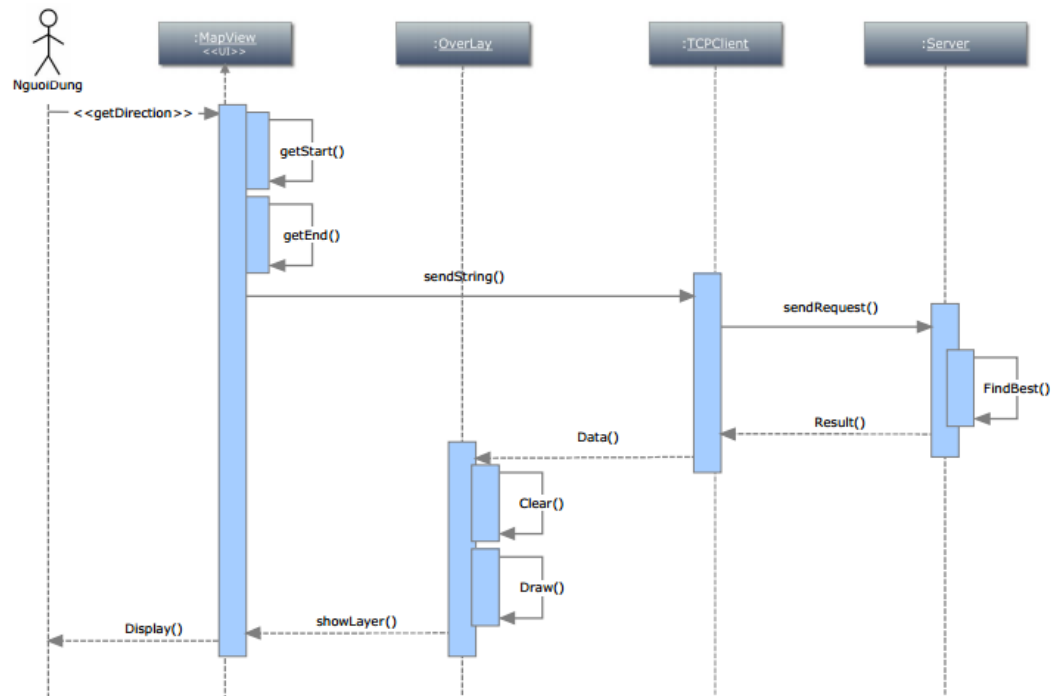 :MapView
<<UI>>
:OverLay
:TCPClient
:Server
NguoiDung
<<getDirection>>
getStart()
getEnd()
sendString()
sendRequest()
FindBest()
Result()
Data()
Clear()
Draw()
showLayer()
Display()